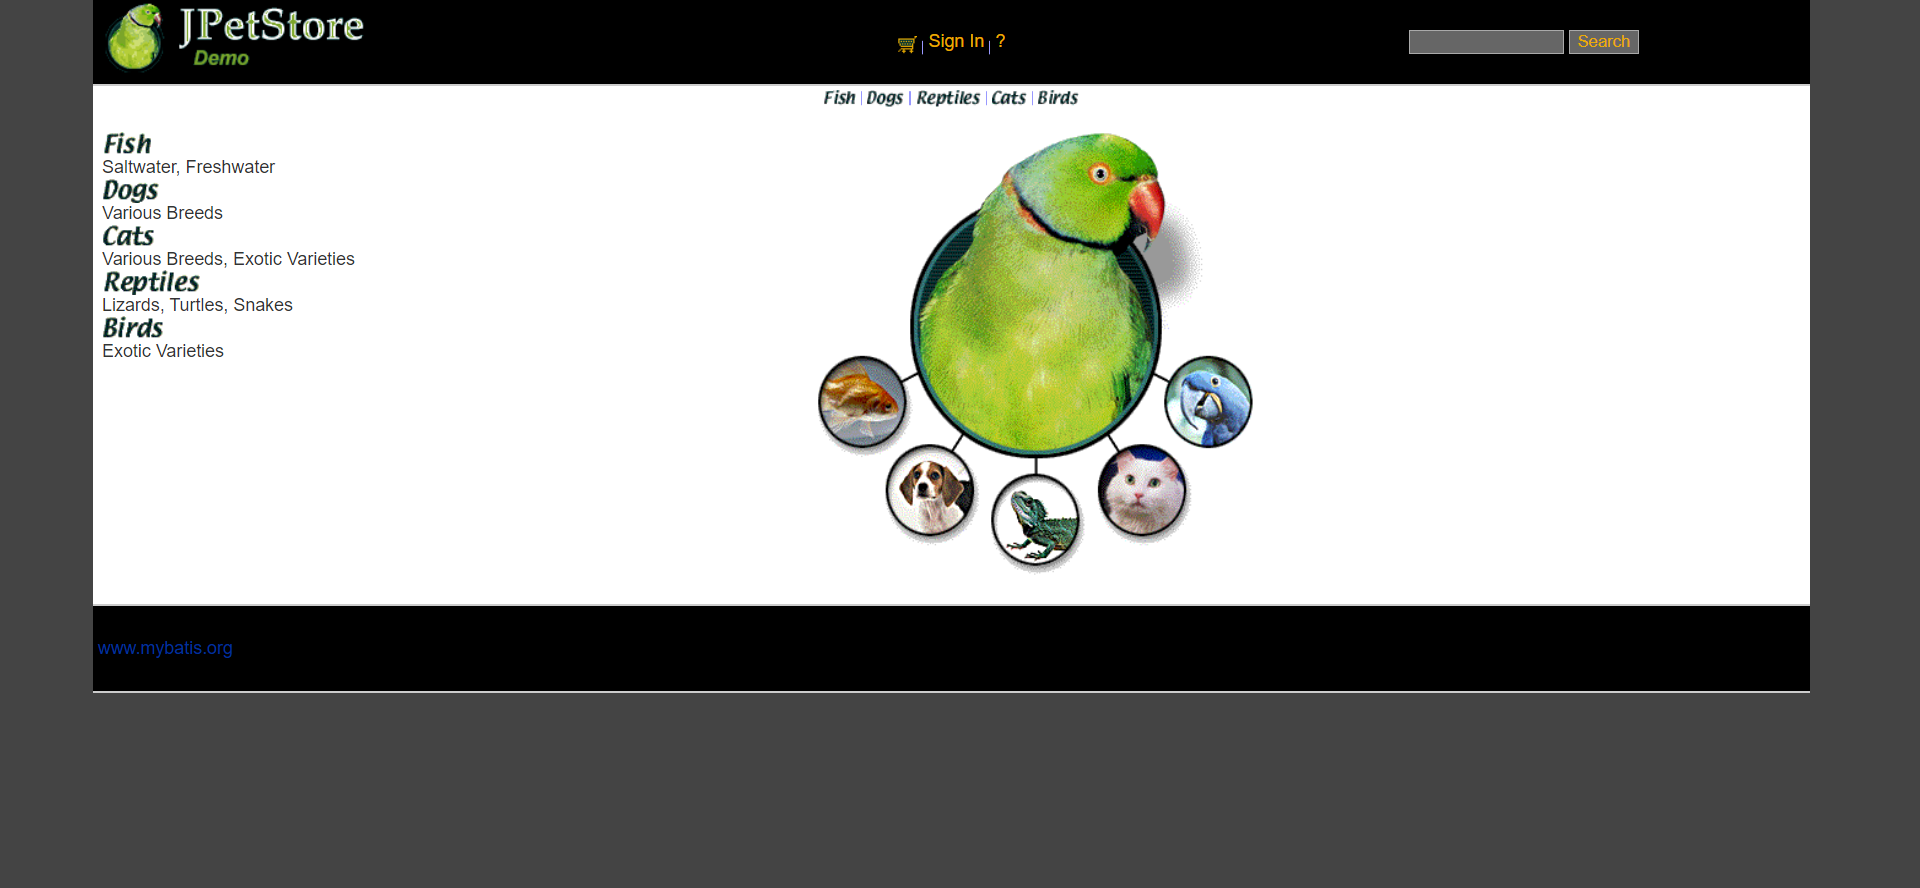 JPetStore
Demo
Sign In ?
Search
Fish Dogs Reptiles Cats Birds
Fish
Saltwater, Freshwater
Dogs
Various Breeds
Cats
Various Breeds, Exotic Varieties
Reptiles
Lizards, Turtles, Snakes
Birds
Exotic Varieties
www.mybatis.org